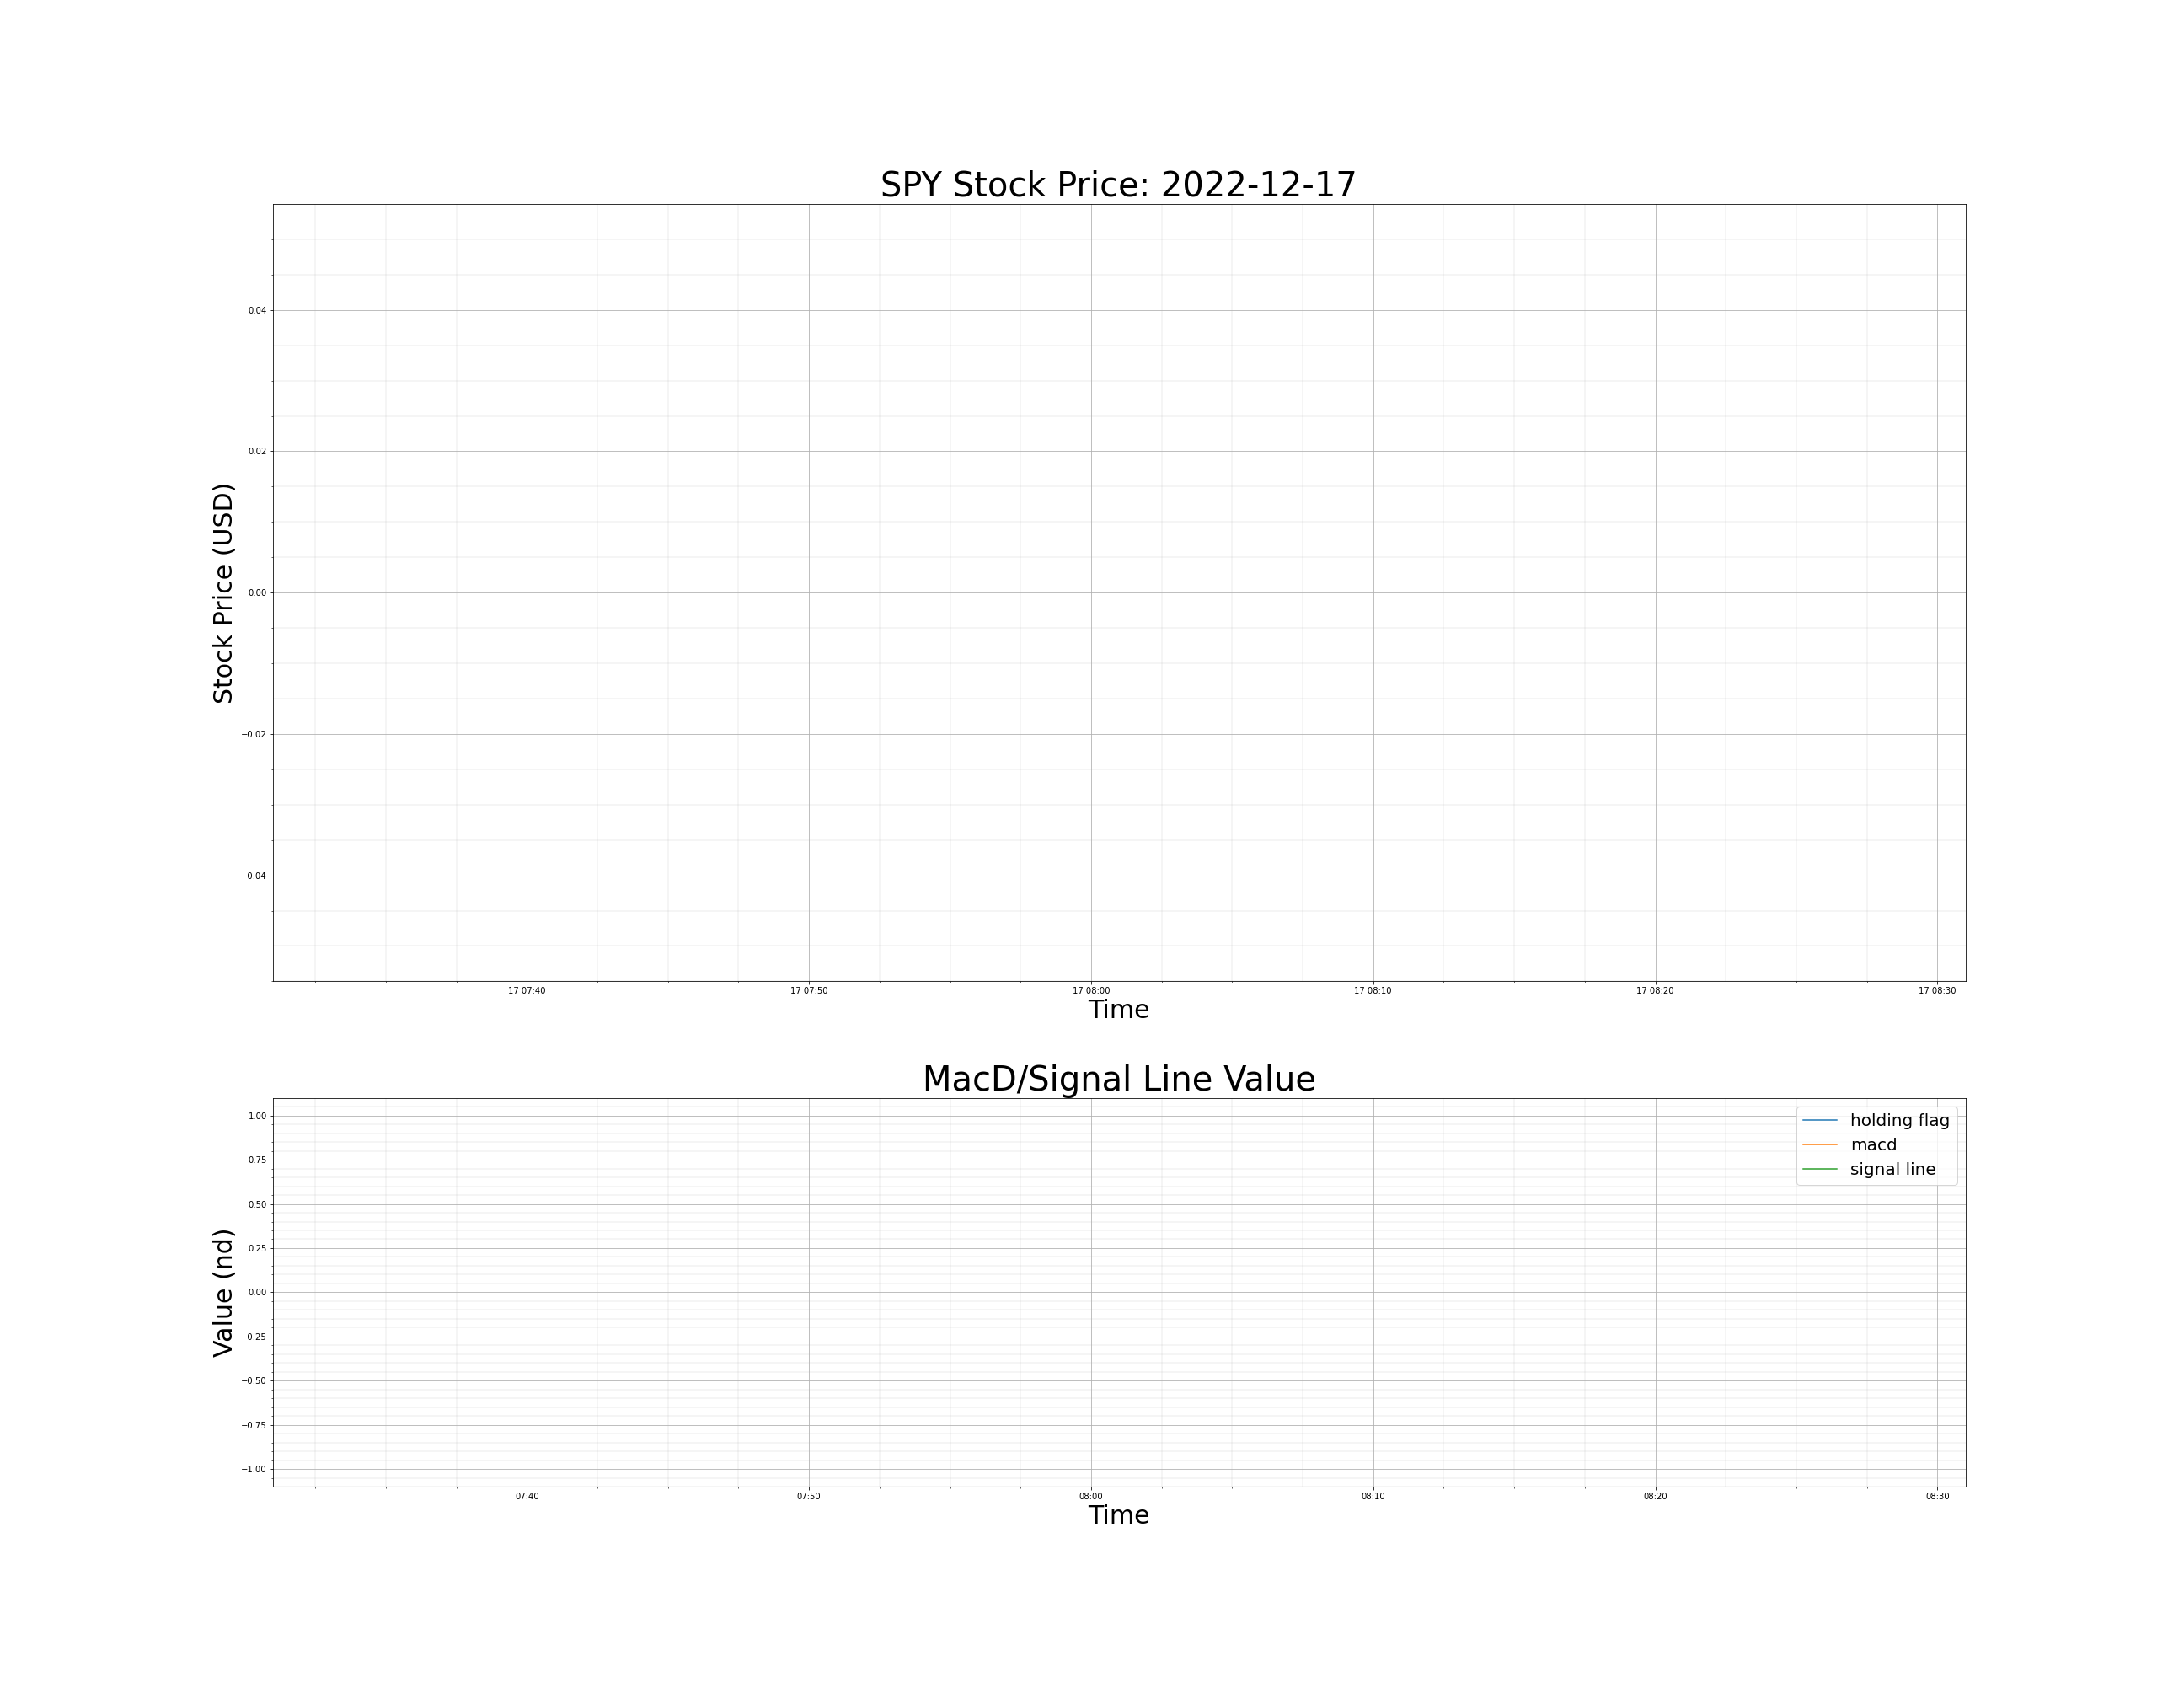 SPY Stock Price: 2022-12-17
Stock Price (USD)
0.04
0.02
0.00
−0.02
−0.04
17 07:40 17 07:50 17 08:00 17 08:10 17 08:20 17 08:30
Time
MacD/Signal Line Value
Value (nd)
1.00
0.75
0.50
0.25
0.00
−0.25
−0.50
−0.75
−1.00
holding flag
macd
signal line
07:40 07:50 08:00 08:10 08:20 08:30
Time